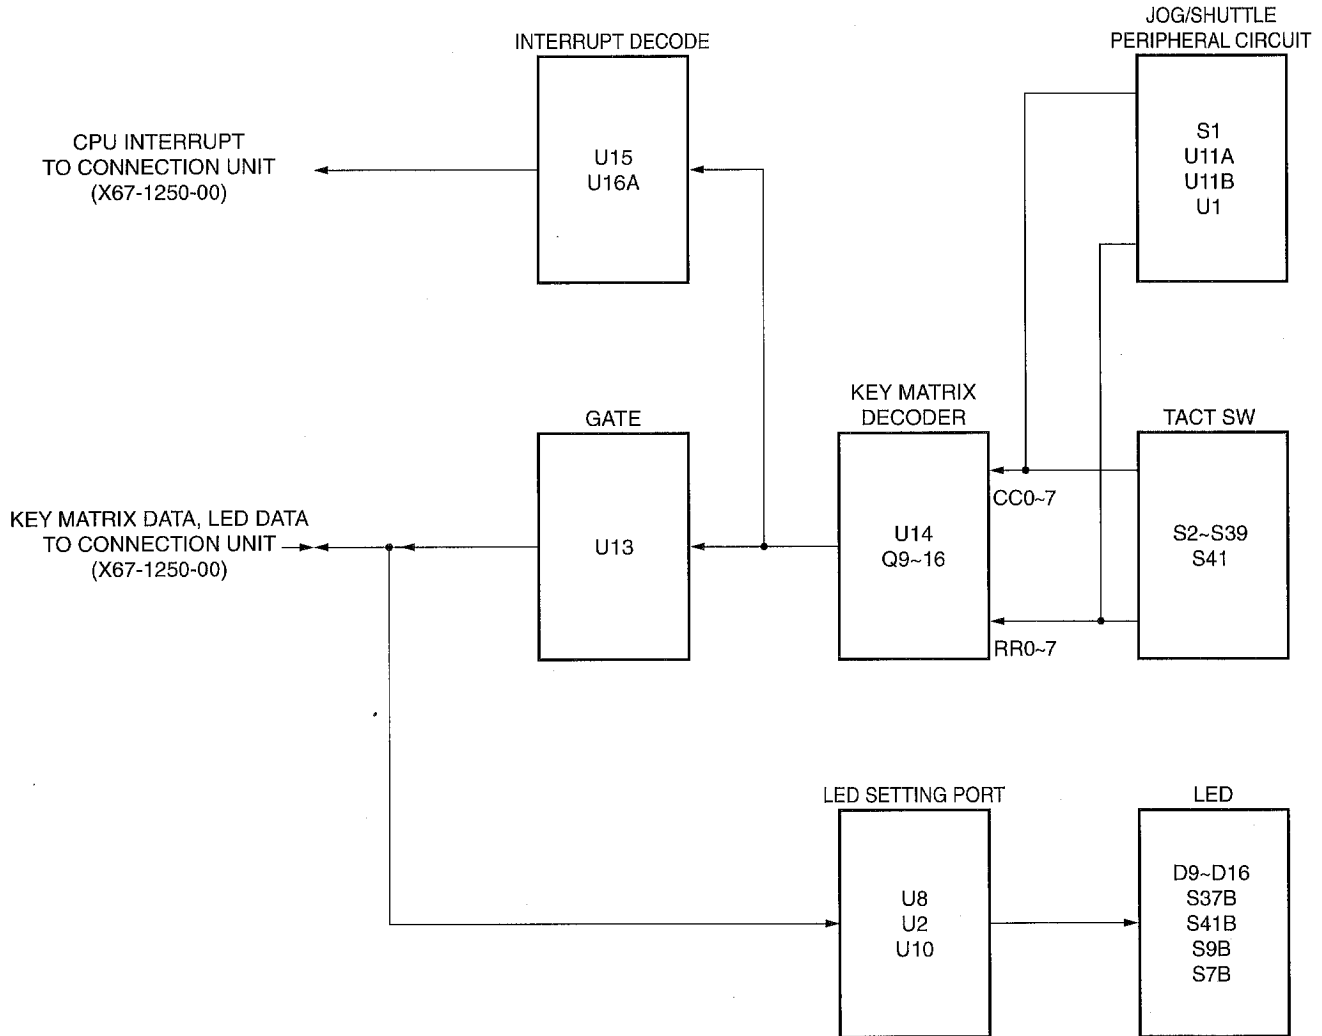 JOG/SHUTTLE
PERIPHERAL CIRCUIT
INTERRUPT DECODE
S1
U11A
U11B
U1
CPU INTERRUPT
TO CONNECTION UNIT
(X67-1250-00)
U15
U16A
KEY MATRIX
DECODER
GATE
TACT SW
CC0~7
KEY MATRIX DATA, LED DATA
TO CONNECTION UNIT
(X67-1250-00)
U13
U14
Q9~16
S2~S39
S41
RR0~7
LED SETTING PORT
LED
U8
U2
U10
D9~D16
S37B
S41B
S9B
S7B